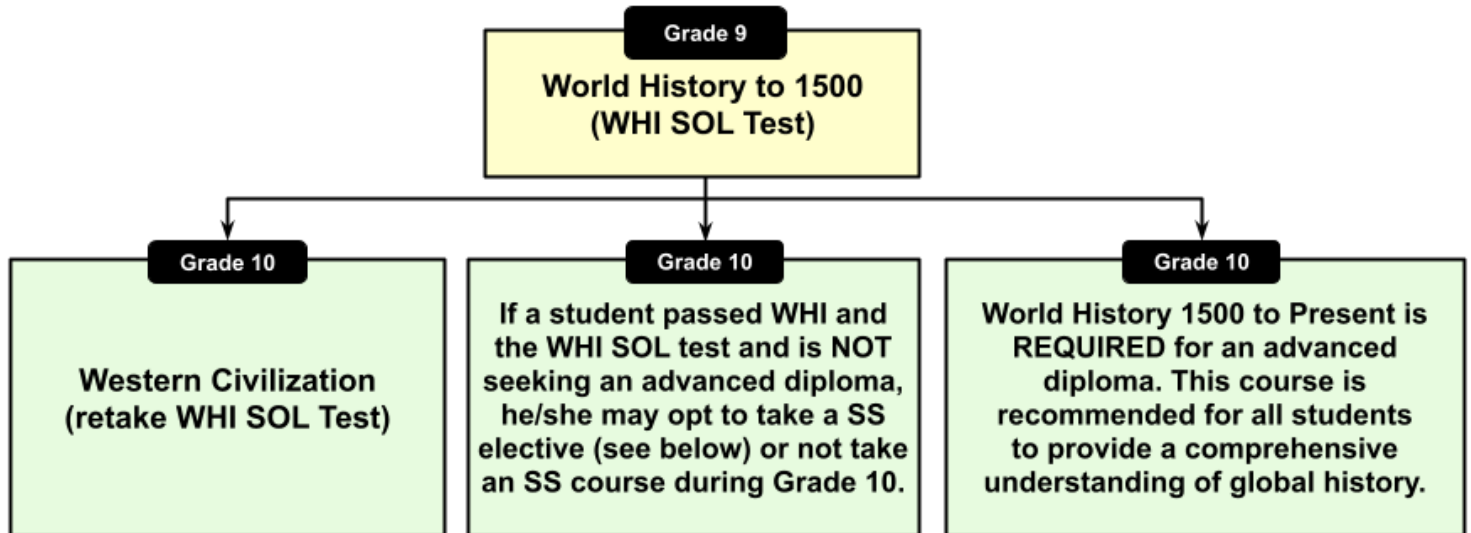 Grade 9
World History to 1500
(WHI SOL Test)
Grade 10
Western Civilization
(retake WHI SOL Test)
Grade 10
If a student passed WHI and
the WHI SOL test and is NOT
seeking an advanced diploma,
he/she may opt to take a SS
elective (see below) or not take
an SS course during Grade 10.
Grade 10
World History 1500 to Present is
REQUIRED for an advanced
diploma. This course is
recommended for all students
to provide a comprehensive
understanding of global history.